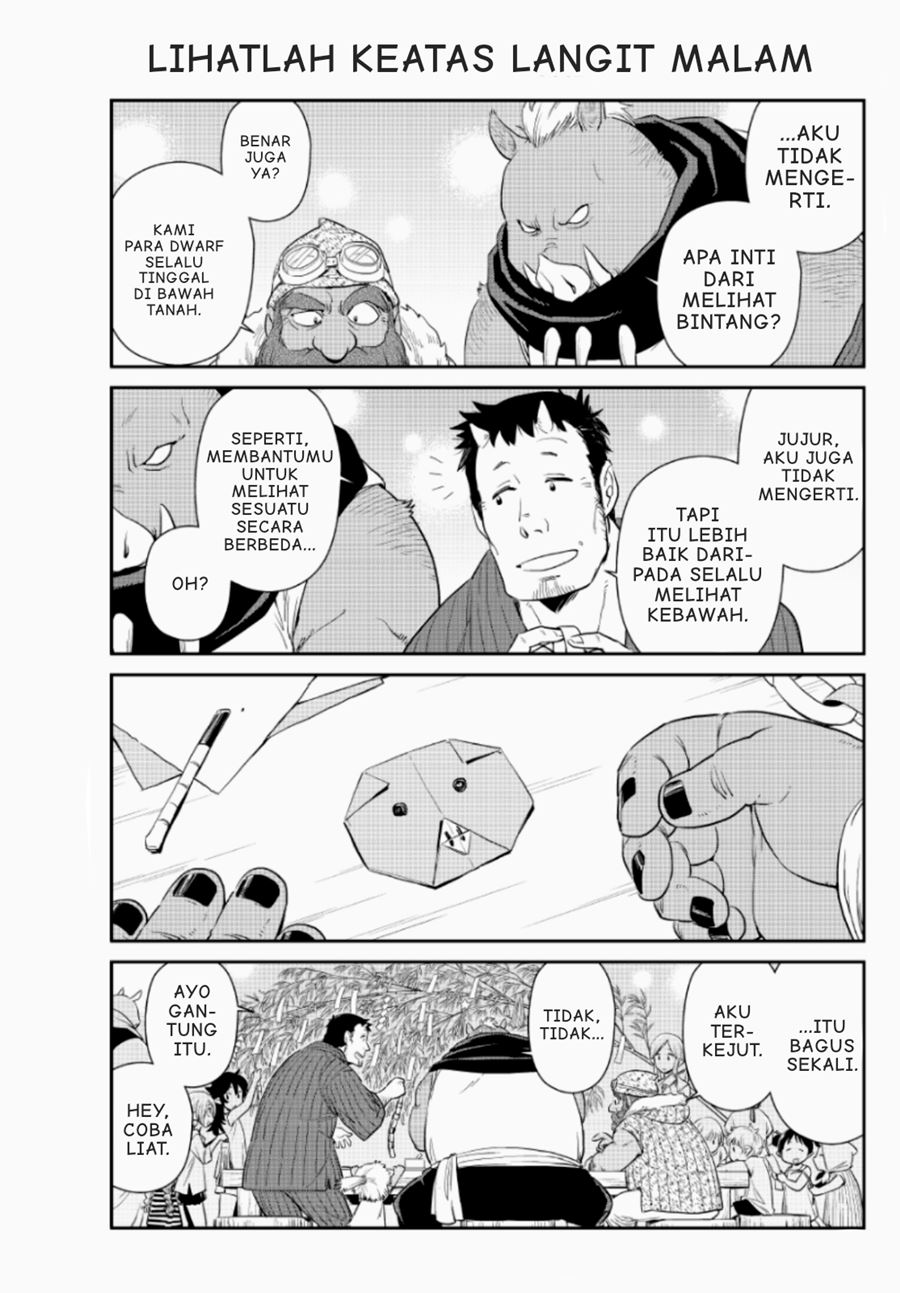 LIHATLAH KEATAS LANGIT MALAM
...AKU
TIDAK
MENGE-
RTI.
APA INTI
DARI
MELIHAT
BINTANG?
BENAR
JUGA
YA?
KAMI
PARA DWARF
SELALU
TINGGAL
DI BAWAH
TANAH.
JUJUR,
AKU JUGA
TIDAK
MENGERTI.
TAPI
ITU LEBIH
BAIK DARI-
PADA SELALU
MELIHAT
KEBAWAH.
SEPERTI,
MEMBANTUMU
UNTUK
MELIHAT
SESUATU
SECARA
BERBEDA...
OH?
...ITU
BAGUS
SEKALI.
AKU
TER-
KEJUT.
TIDAK,
TIDAK...
AYO
GAN-
TUNG
ITU.
HEY,
COBA
LIAT.